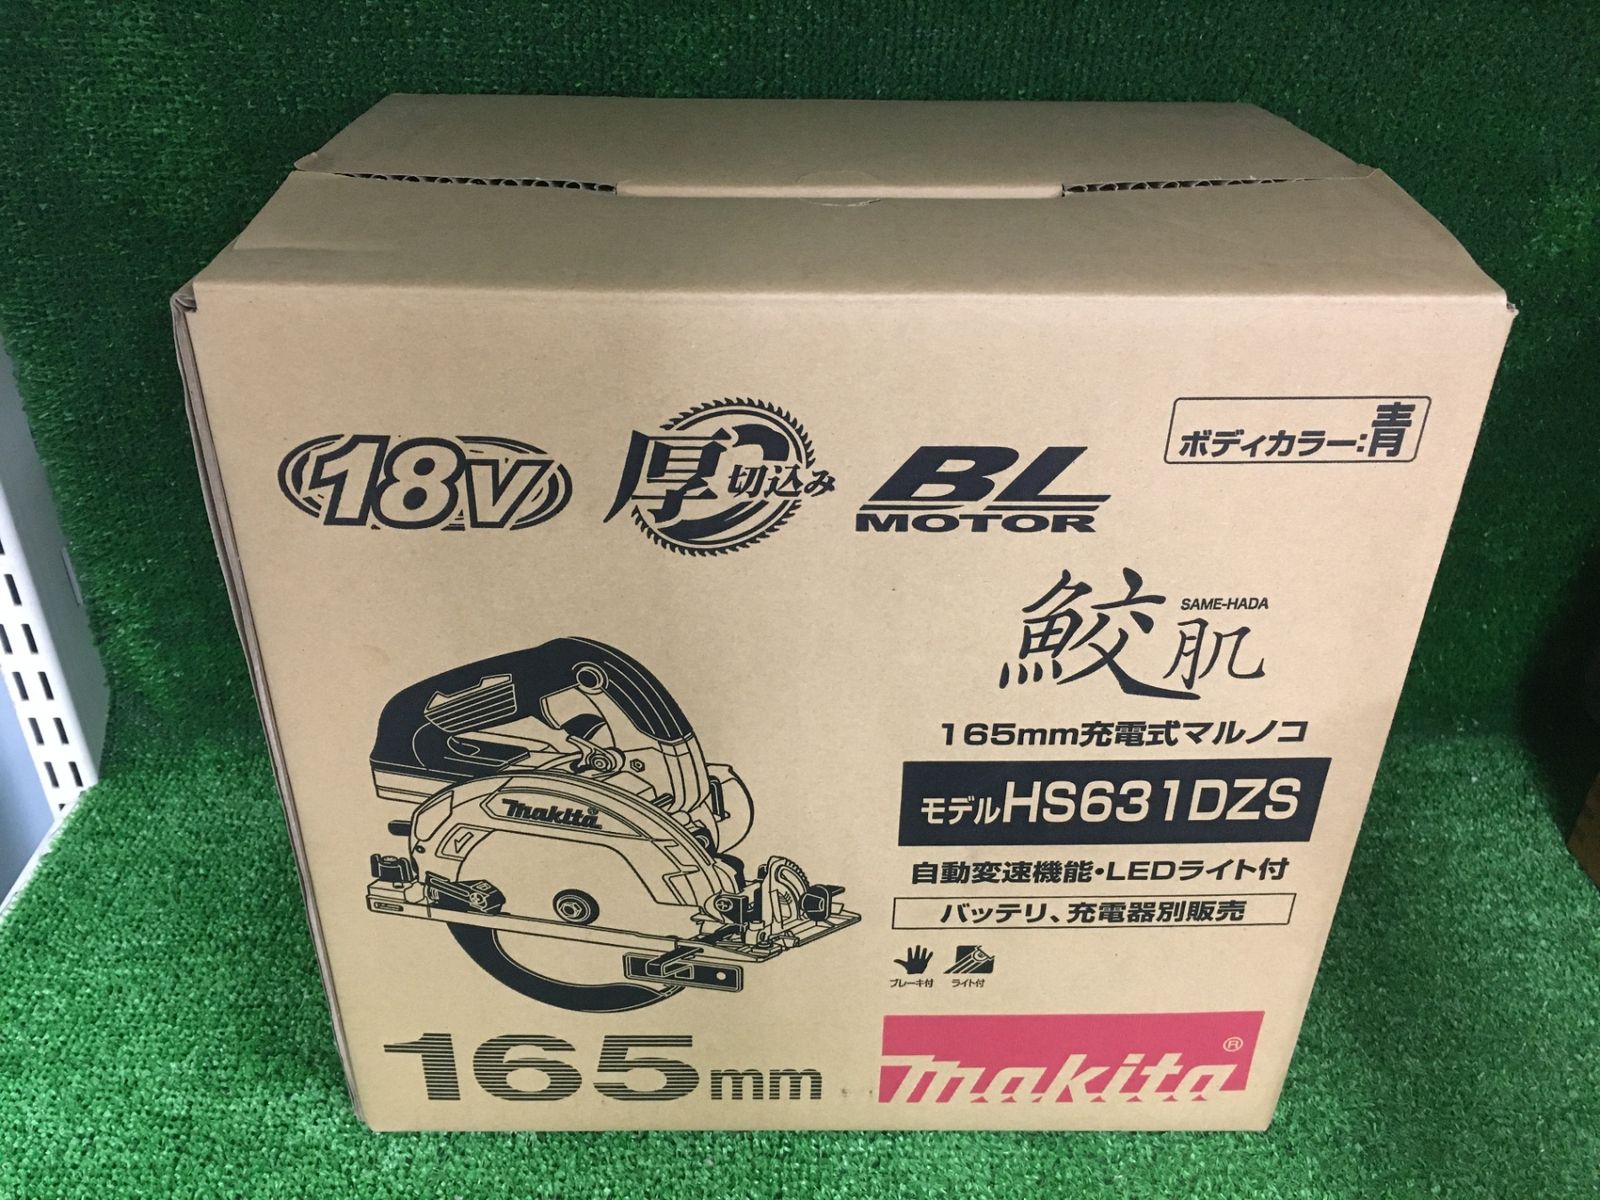 18V
厚切込み
BL
MOTOR
ボディカラー:青
鮫肌
SAME-HADA
165mm充電式マルノコ
モデルHS631DZS
自動変速機能・LEDライト付
バッテリ、充電器別販売
ブレーキ付 ライト付
makita
165mm
makita®